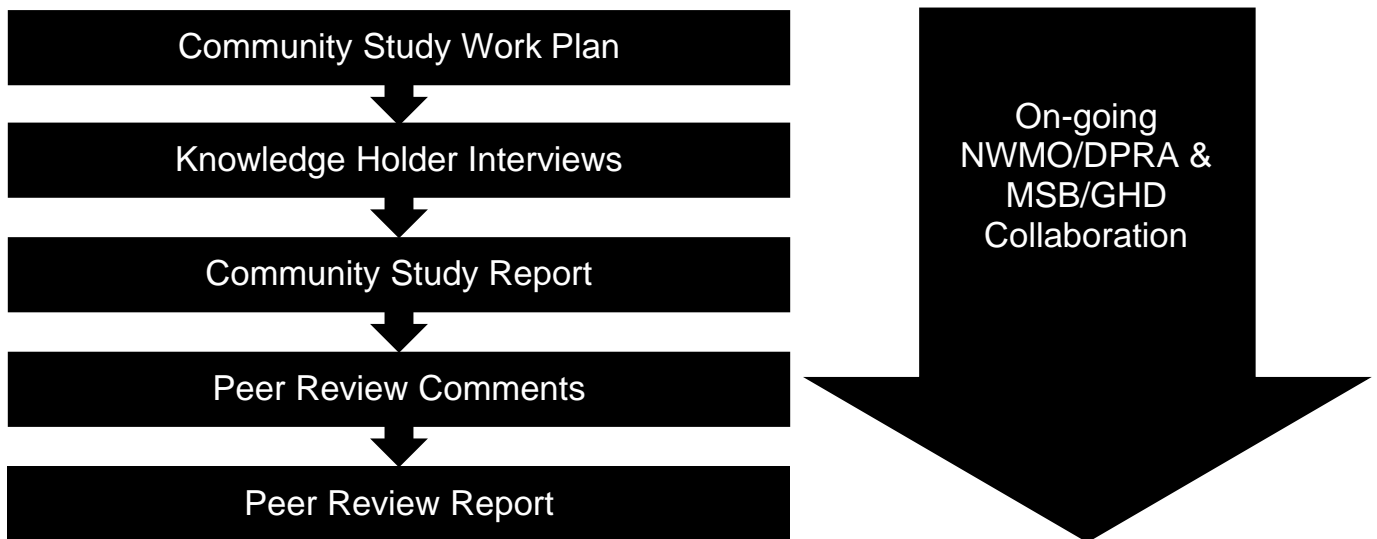 Community Study Work Plan
Knowledge Holder Interviews
Community Study Report
Peer Review Comments
Peer Review Report
On-going
NWMO/DPRA &
MSB/GHD
Collaboration